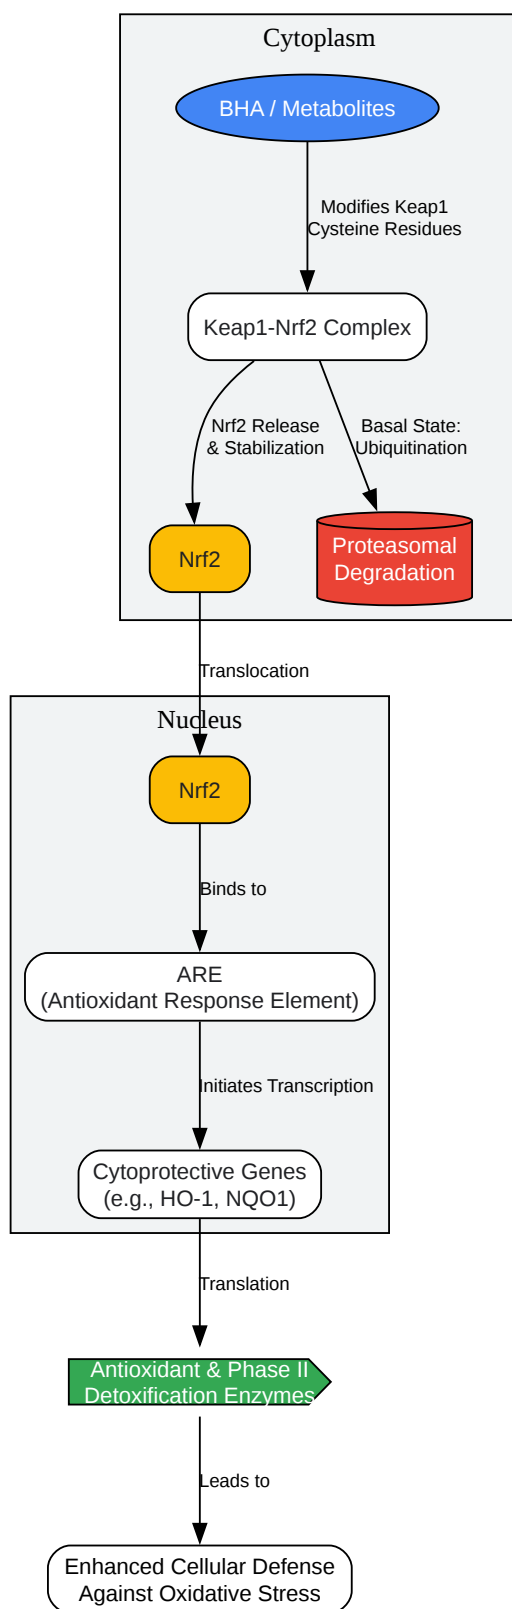 Cytoplasm
BHA / Metabolites
Modifies Keap1
Cysteine Residues
Keap1-Nrf2 Complex
Nrf2 Release
& Stabilization
Basal State:
Ubiquitination
Nrf2
Proteasomal
Degradation
Translocation
Nucleus
Nrf2
Binds to
ARE
(Antioxidant Response Element)
Initiates Transcription
Cytoprotective Genes
(e.g., HO-1, NQO1)
Translation
Antioxidant & Phase II
Detoxification Enzymes
Leads to
Enhanced Cellular Defense
Against Oxidative Stress